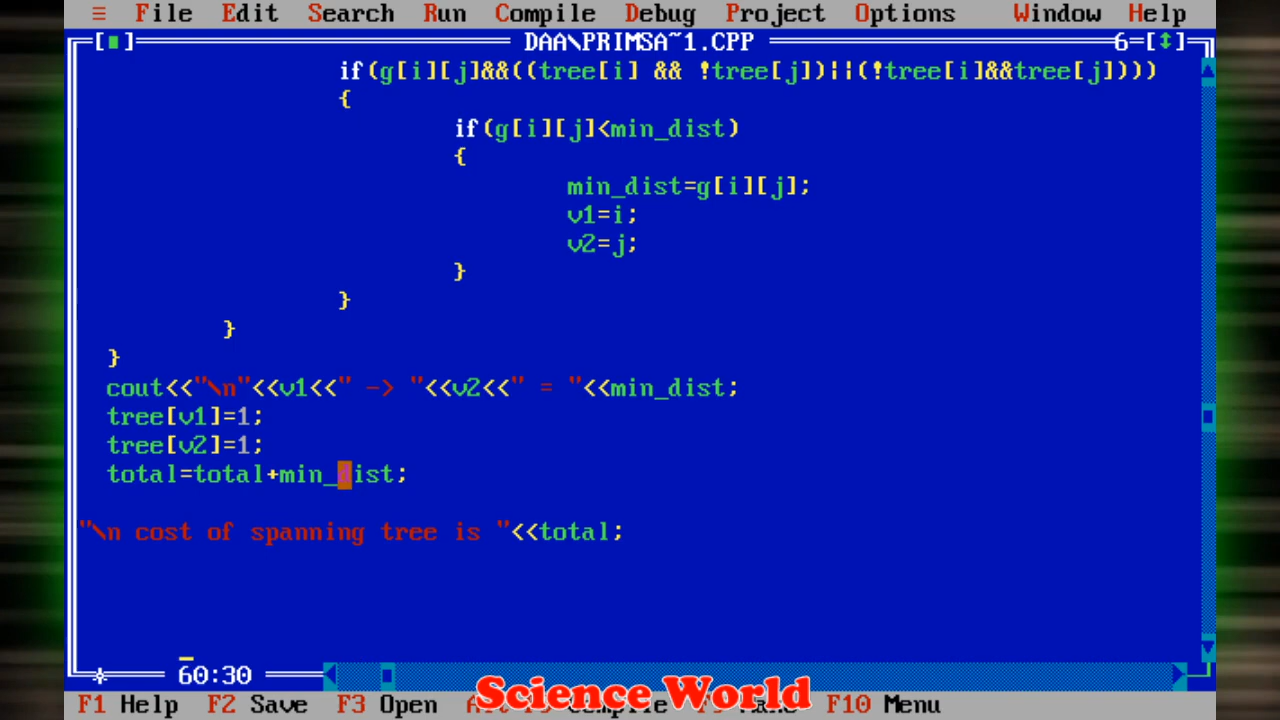 ≡ File Edit Search Run Compile Debug Project Options Window Help
[■] DAA\PRIMSA~1.CPP 6=[↕]
if(g[i][j]&&((tree[i] && !tree[j])||(!tree[i]&&tree[j])))
{
if(g[i][j]<min_dist)
{
min_dist=g[i][j];
v1=i;
v2=j;
}
}
}
}
cout<<"\n"<<v1<<" -> "<<v2<<" = "<<min_dist;
tree[v1]=1;
tree[v2]=1;
total=total+min_dist;
"\n cost of spanning tree is "<<total;
60:30
F1 Help F2 Save F3 Open Compile F10 Menu
Science World